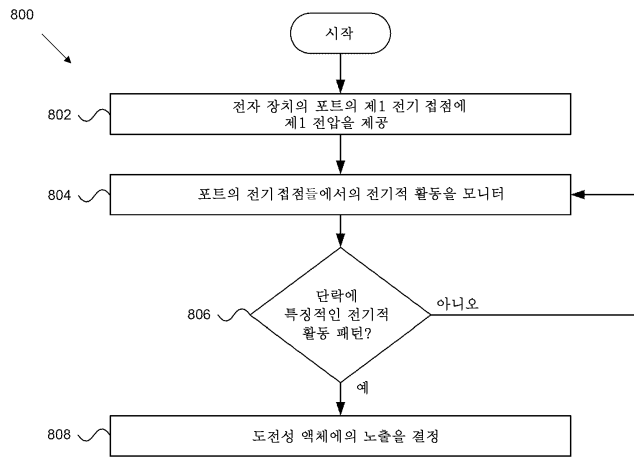 800
시작
802
전자 장치의 포트의 제1 전기 접점에
제1 전압을 제공
804
포트의 전기 접점들에서의 전기적 활동을 모니터
806
단락에
특징적인 전기적
활동 패턴?
아니오
예
808
도전성 액체에의 노출을 결정